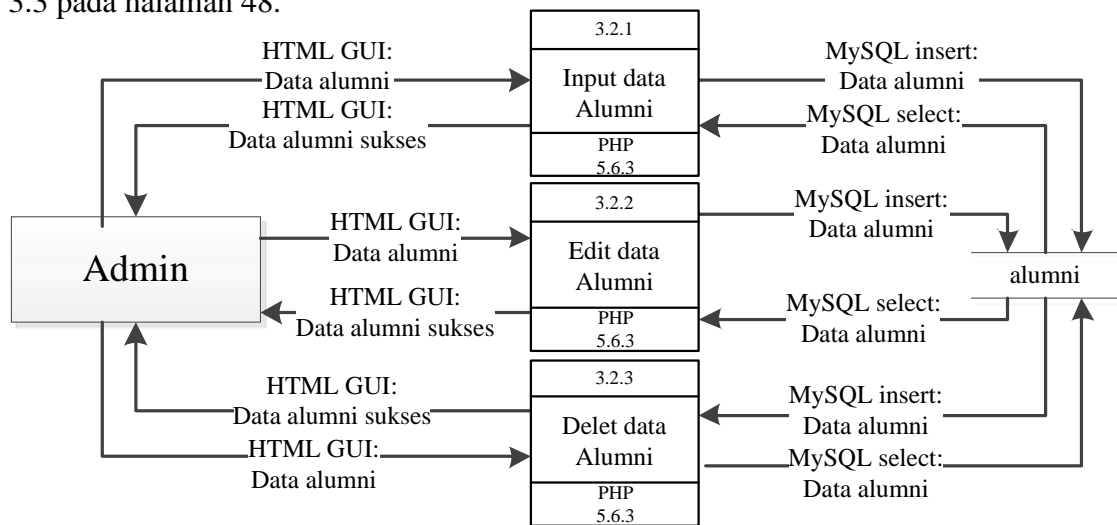 3.3 pada halaman 48.
3.2.1
HTML GUI:
Data alumni
Input data
Alumni
MySQL insert:
Data alumni
HTML GUI:
Data alumni sukses
MySQL select:
Data alumni
PHP
5.6.3
3.2.2
HTML GUI:
Data alumni
MySQL insert:
Data alumni
Admin
Edit data
Alumni
alumni
HTML GUI:
Data alumni sukses
MySQL select:
Data alumni
PHP
5.6.3
3.2.3
HTML GUI:
Data alumni sukses
MySQL insert:
Data alumni
Delet data
Alumni
HTML GUI:
Data alumni
MySQL select:
Data alumni
PHP
5.6.3